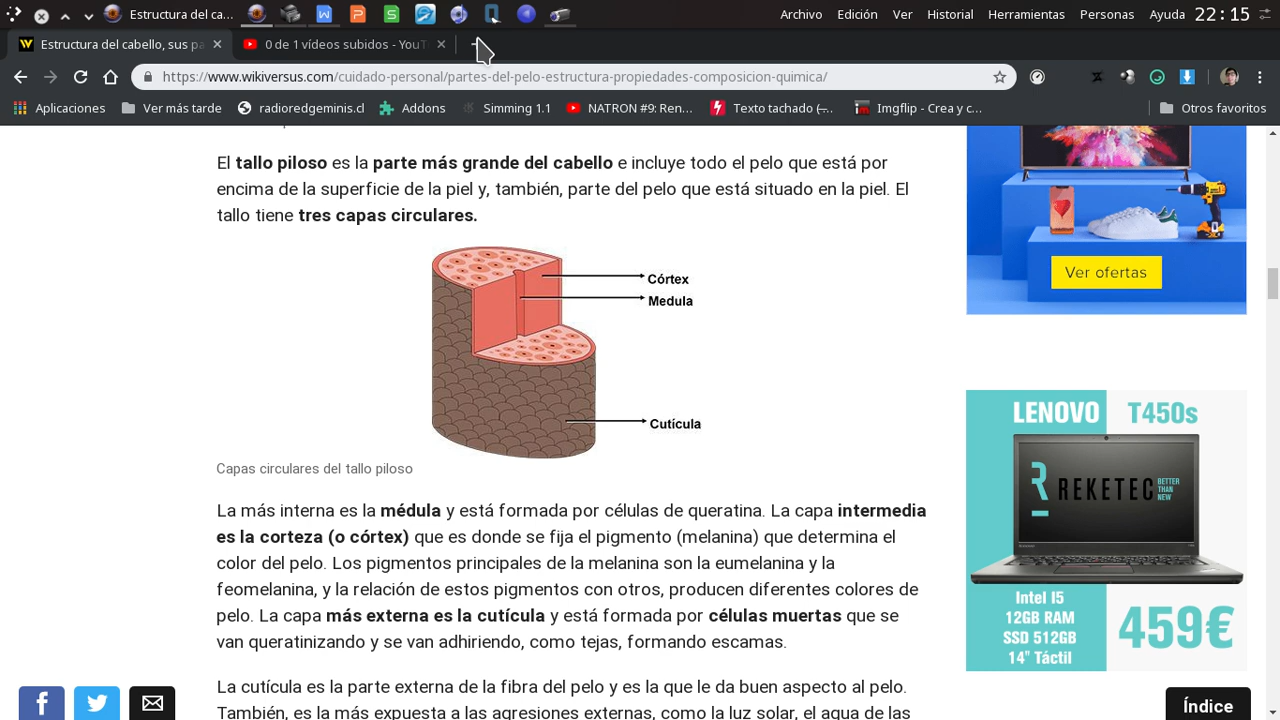 Estructura del ca...
Archivo Edición Ver Historial Herramientas Personas Ayuda 22:15
Estructura del cabello, sus pa
0 de 1 vídeos subidos - YouT
https://www.wikiversus.com/cuidado-personal/partes-del-pelo-estructura-propiedades-composicion-quimica/
Aplicaciones Ver más tarde radioredgeminis.cl Addons Simming 1.1 NATRON #9: Ren... Texto tachado (... Imgflip - Crea y c... Otros favoritos
El tallo piloso es la parte más grande del cabello e incluye todo el pelo que está por
encima de la superficie de la piel y, también, parte del pelo que está situado en la piel. El
tallo tiene tres capas circulares.
Córtex
Medula
Cutícula
Capas circulares del tallo piloso
La más interna es la médula y está formada por células de queratina. La capa intermedia
es la corteza (o córtex) que es donde se fija el pigmento (melanina) que determina el
color del pelo. Los pigmentos principales de la melanina son la eumelanina y la
feomelanina, y la relación de estos pigmentos con otros, producen diferentes colores de
pelo. La capa más externa es la cutícula y está formada por células muertas que se
van queratinizando y se van adhiriendo, como tejas, formando escamas.
La cutícula es la parte externa de la fibra del pelo y es la que le da buen aspecto al pelo.
También, es la más expuesta a las agresiones externas, como la luz solar, el agua de las
Ver ofertas
LENOVO T450s
REKETEC BETTER
THAN
NEW
Intel I5
12GB RAM
SSD 512GB
14" Táctil
459€
Índice